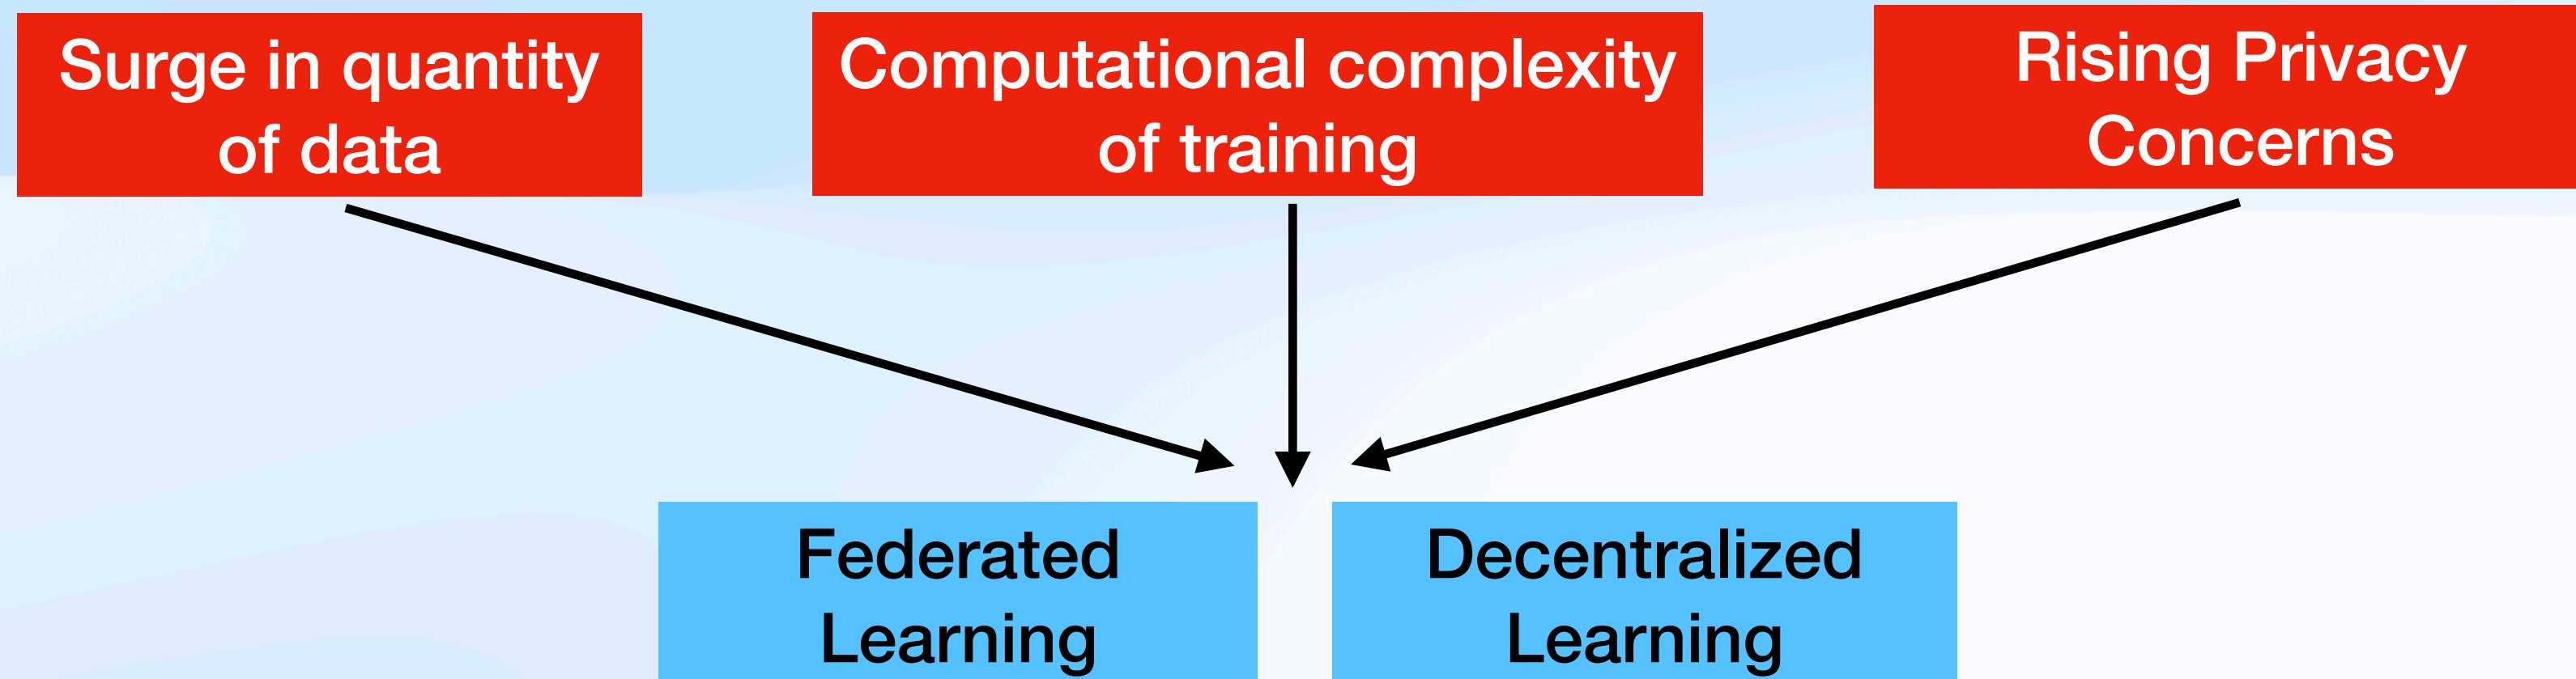 Surge in quantity
of data
Computational complexity
of training
Rising Privacy
Concerns
Federated
Learning
Decentralized
Learning